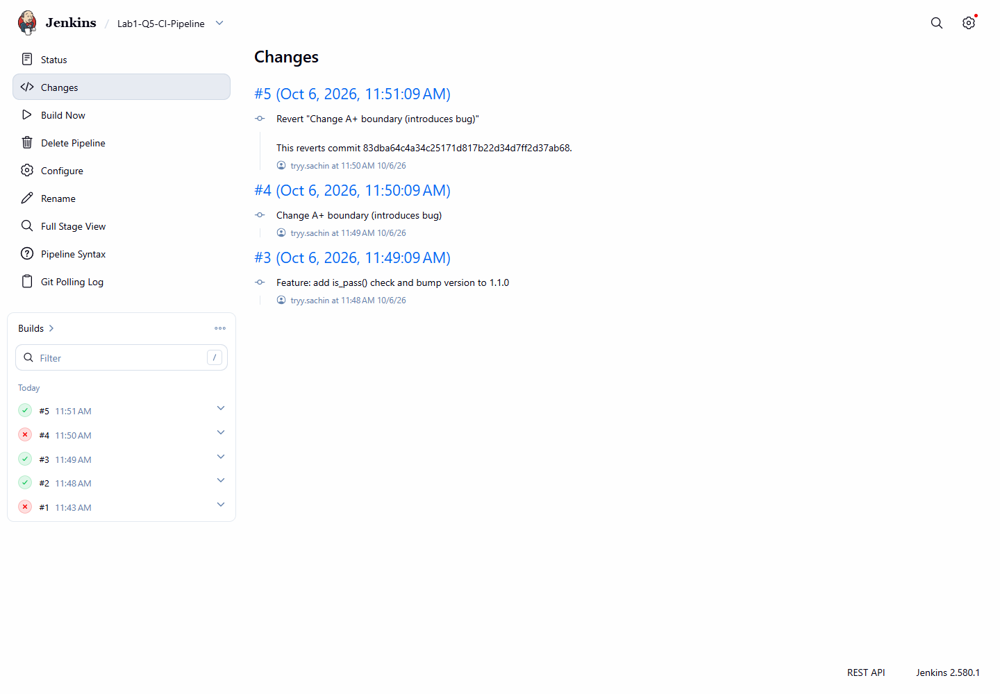 Jenkins / Lab1-Q5-CI-Pipeline
Status
Changes
Build Now
Delete Pipeline
Configure
Rename
Full Stage View
Pipeline Syntax
Git Polling Log
Builds
Filter /
Today
#5 11:51 AM
#4 11:50 AM
#3 11:49 AM
#2 11:48 AM
#1 11:43 AM
Changes
#5 (Oct 6, 2026, 11:51:09 AM)
Revert "Change A+ boundary (introduces bug)"
This reverts commit 83dba64c4a34c25171d817b22d34d7ff2d37ab68.
tryy.sachin at 11:50 AM 10/6/26
#4 (Oct 6, 2026, 11:50:09 AM)
Change A+ boundary (introduces bug)
tryy.sachin at 11:49 AM 10/6/26
#3 (Oct 6, 2026, 11:49:09 AM)
Feature: add is_pass() check and bump version to 1.1.0
tryy.sachin at 11:48 AM 10/6/26
REST API
Jenkins 2.580.1